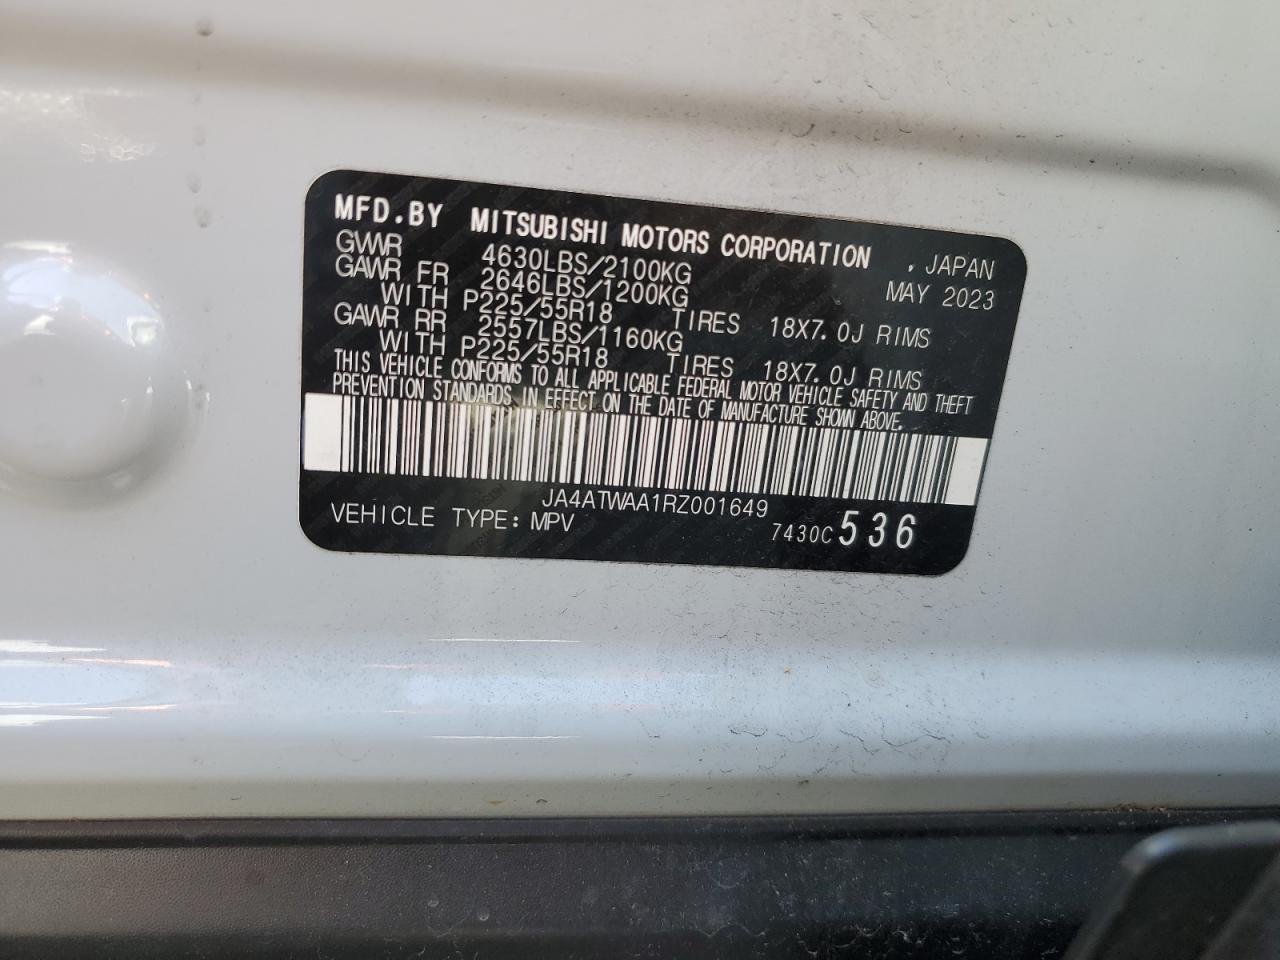 MFD.BY MITSUBISHI MOTORS CORPORATION , JAPAN
GVWR 4630LBS/2100KG MAY 2023
GAWR FR 2646LBS/1200KG
WITH P225/55R18 TIRES 18X7.0J RIMS
GAWR RR 2557LBS/1160KG
WITH P225/55R18 TIRES 18X7.0J RIMS
THIS VEHICLE CONFORMS TO ALL APPLICABLE FEDERAL MOTOR VEHICLE SAFETY AND THEFT
PREVENTION STANDARDS IN EFFECT ON THE DATE OF MANUFACTURE SHOWN ABOVE.
JA4ATWAA1RZ001649
VEHICLE TYPE: MPV 7430C 536